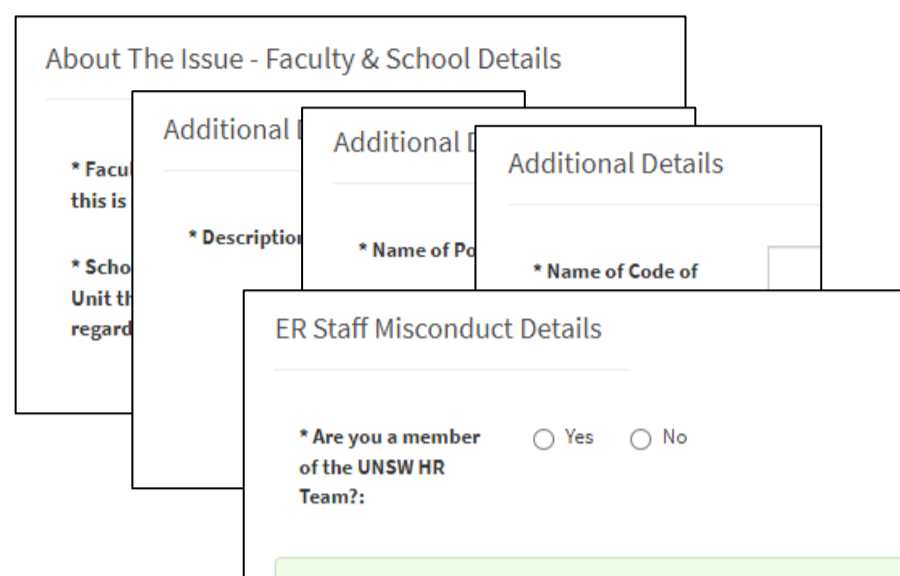 About The Issue - Faculty & School Details
* Facul
this is
* Scho
Unit th
regard
Additional D
* Description
Additional D
* Name of Po
Additional Details
* Name of Code of
ER Staff Misconduct Details
* Are you a member
of the UNSW HR
Team?:
Yes
No